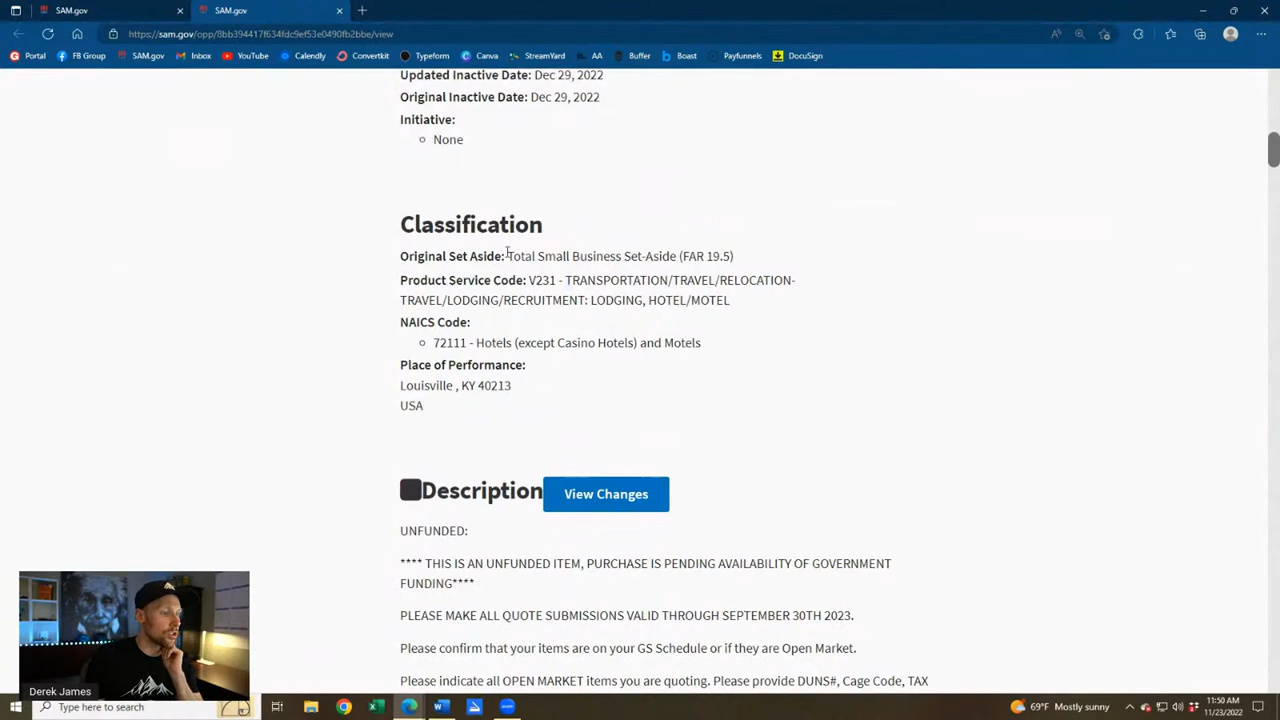 SAM.gov
SAM.gov
https://sam.gov/opp/8bb394417f634fdc9ef53e0490fb2bbe/view
Portal FB Group SAM.gov Inbox YouTube Calendly Convertkit Typeform Canva StreamYard AA Buffer Boast Payfunnels DocuSign
Updated Inactive Date: Dec 29, 2022
Original Inactive Date: Dec 29, 2022
Initiative:
None
Classification
Original Set Aside: Total Small Business Set-Aside (FAR 19.5)
Product Service Code: V231 - TRANSPORTATION/TRAVEL/RELOCATION-
TRAVEL/LODGING/RECRUITMENT: LODGING, HOTEL/MOTEL
NAICS Code:
72111 - Hotels (except Casino Hotels) and Motels
Place of Performance:
Louisville , KY 40213
USA
Description
View Changes
UNFUNDED:
**** THIS IS AN UNFUNDED ITEM, PURCHASE IS PENDING AVAILABILITY OF GOVERNMENT
FUNDING****
PLEASE MAKE ALL QUOTE SUBMISSIONS VALID THROUGH SEPTEMBER 30TH 2023.
Please confirm that your items are on your GS Schedule or if they are Open Market.
Please indicate all OPEN MARKET items you are quoting. Please provide DUNS#, Cage Code, TAX
Derek James
Type here to search
69°F Mostly sunny
11:50 AM
11/23/2022